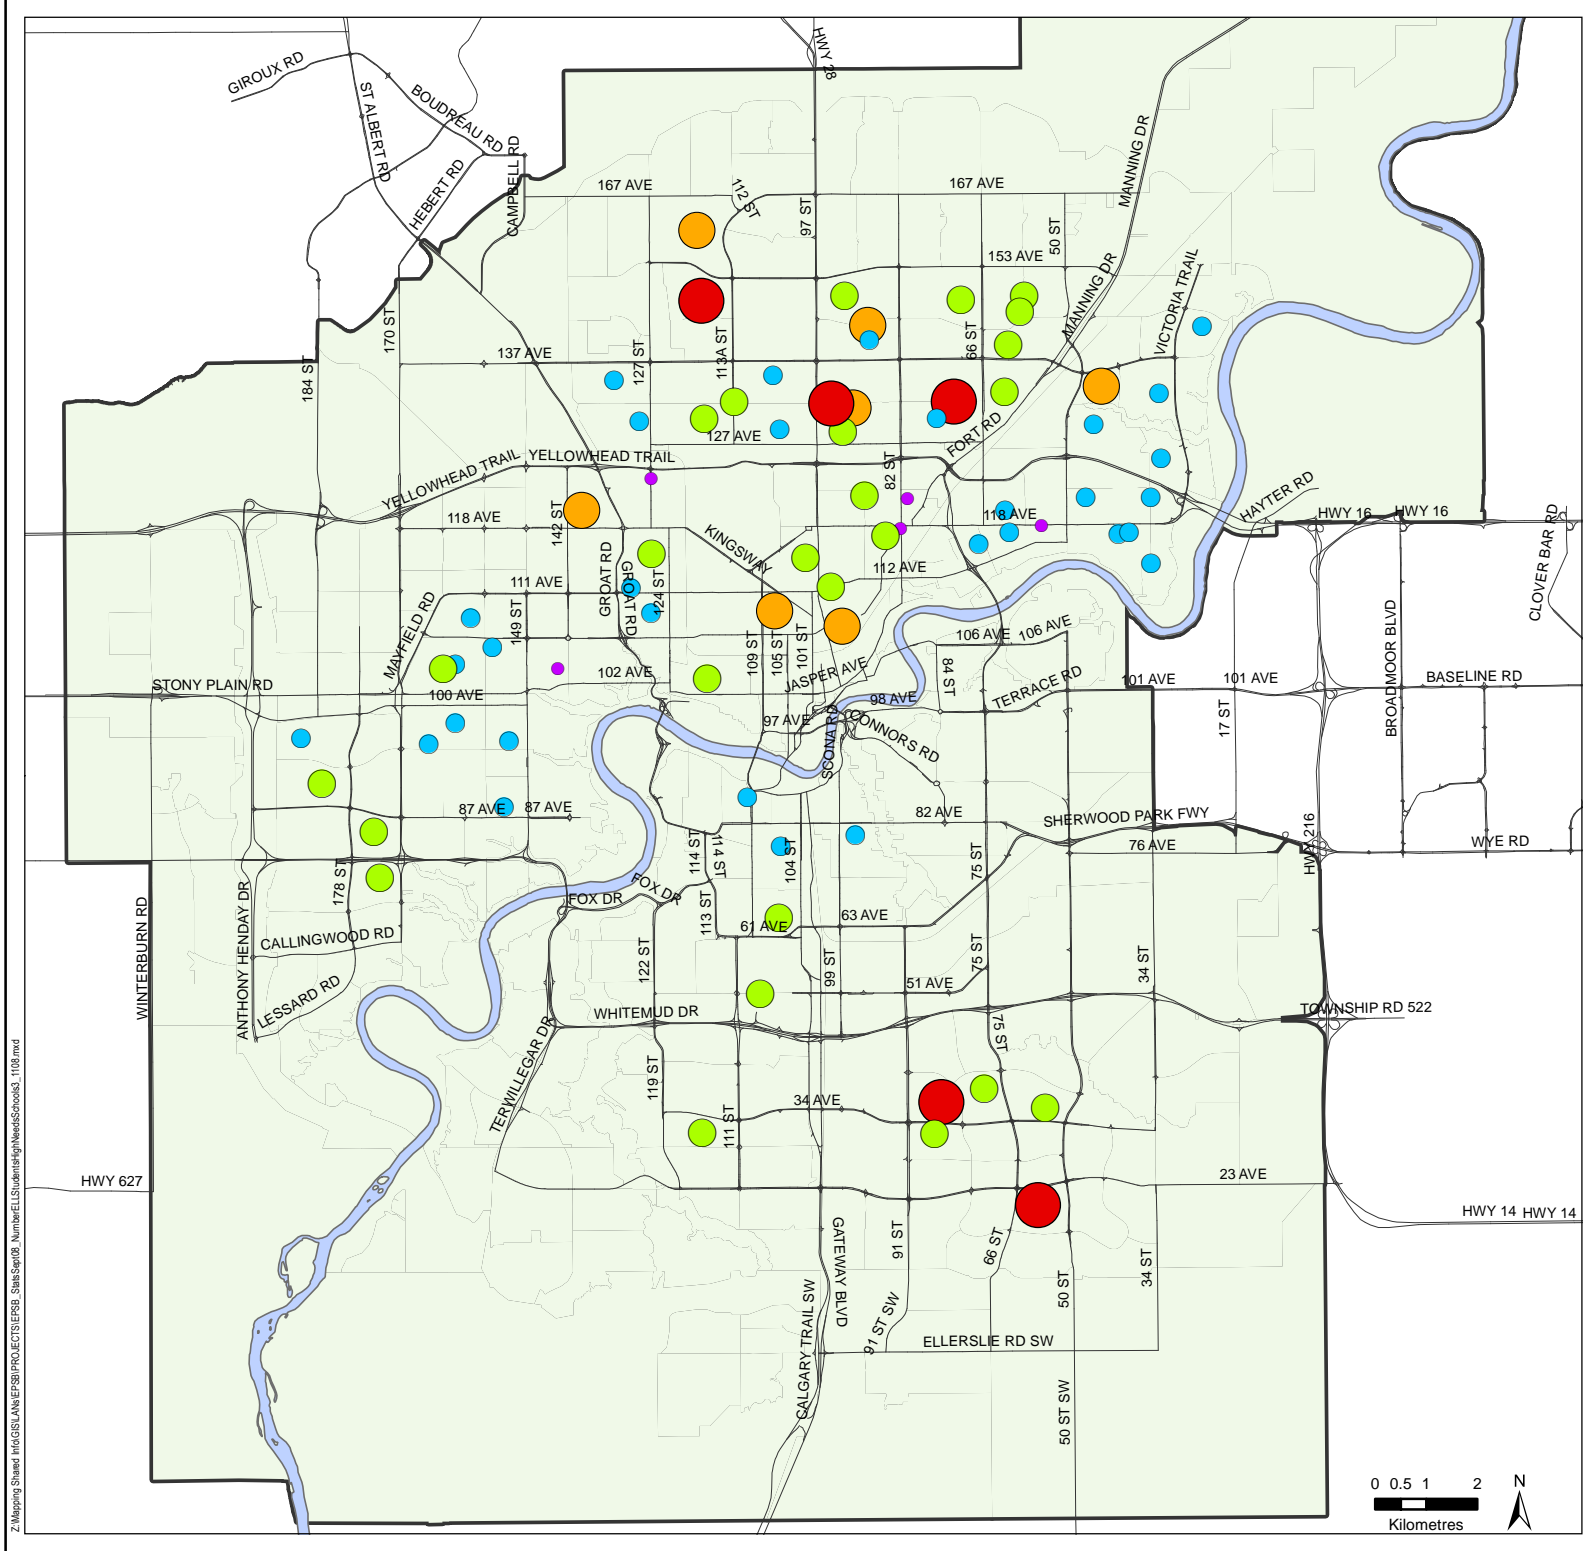 HWY 28
GIROUX RD
ST ALBERT RD
BOUDREAU RD
HEBERT RD
CAMPBELL RD
167 AVE
112 ST
97 ST
167 AVE
MANNING DR
50 ST
153 AVE
MANNING DR
VICTORIA TRAIL
170 ST
184 ST
137 AVE
127 ST
113A ST
66 ST
127 AVE
FORT RD
YELLOWHEAD TRAIL
YELLOWHEAD TRAIL
82 ST
HAYTER RD
HWY 16
HWY 16
CLOVER BAR RD
118 AVE
142 ST
118 AVE
KINGSWAY
GROAT RD
GROAT RD
124 ST
112 AVE
111 AVE
149 ST
MAYFIELD RD
109 ST
105 ST
101 ST
106 AVE
106 AVE
BROADMOOR BLVD
STONY PLAIN RD
102 AVE
100 AVE
JASPER AVE
84 ST
TERRACE RD
98 AVE
101 AVE
101 AVE
BASELINE RD
17 ST
97 AVE
SCONA RD
CONNORS RD
87 AVE
87 AVE
82 AVE
SHERWOOD PARK FWY
HWY 216
WYE RD
76 AVE
114 ST
114 ST
104 ST
75 ST
178 ST
FOX DR
FOX DR
113 ST
61 AVE
63 AVE
WINTERBURN RD
ANTHONY HENDAY DR
CALLINGWOOD RD
122 ST
99 ST
75 ST
34 ST
51 AVE
LESSARD RD
WHITEMUD DR
TOWNSHIP RD 522
TERWILLEGAR DR
75 ST
119 ST
34 AVE
111 ST
HWY 627
23 AVE
HWY 14
HWY 14
GATEWAY BLVD
91 ST
66 ST
50 ST
34 ST
CALGARY TRAIL SW
91 ST SW
ELLERSLIE RD SW
50 ST SW
0 0.5 1 2
Kilometres
N
Z:\Mapping Shared Info\GIS\LANs\EPSB\PROJECTS\EPSB_StatsSept08_NumberELLStudentsHighNeedsSchools3_1108.mxd